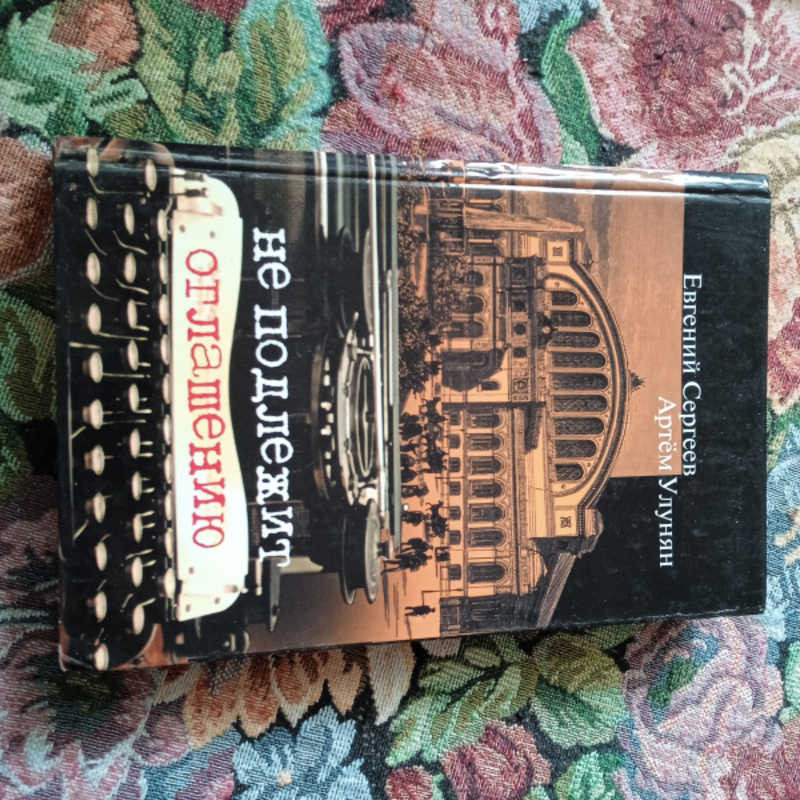 Евгений Сергеев
Артём Улунян
не подлежит
оглашению